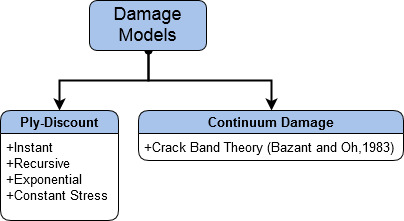 Damage
Models
Ply-Discount
+Instant
+Recursive
+Exponential
+Constant Stress
Continuum Damage
+Crack Band Theory (Bazant and Oh,1983)